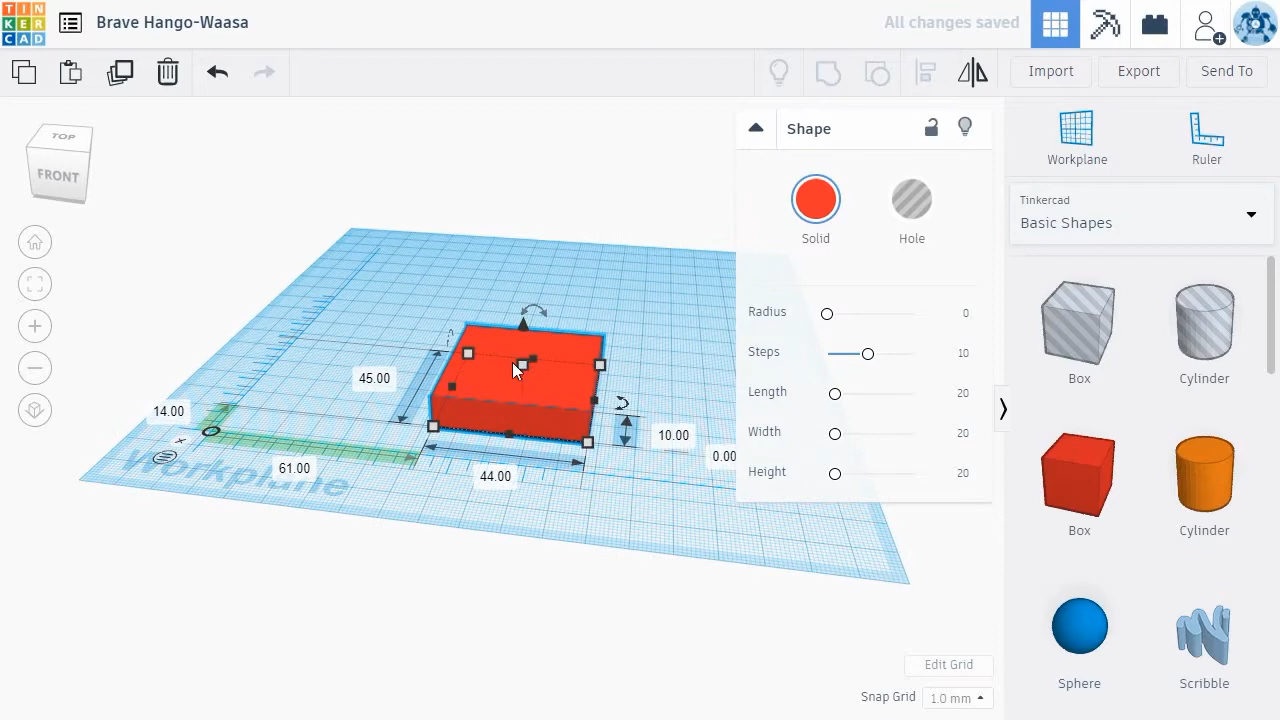 TIN
KER
CAD
Brave Hango-Waasa
All changes saved
Import
Export
Send To
TOP
FRONT
Shape
Solid
Hole
Radius 0
Steps 10
Length 20
Width 20
Height 20
45.00
14.00
61.00
44.00
10.00
0.00
Workplane
Workplane
Ruler
Tinkercad
Basic Shapes
Box
Cylinder
Box
Cylinder
Sphere
Scribble
Edit Grid
Snap Grid 1.0 mm